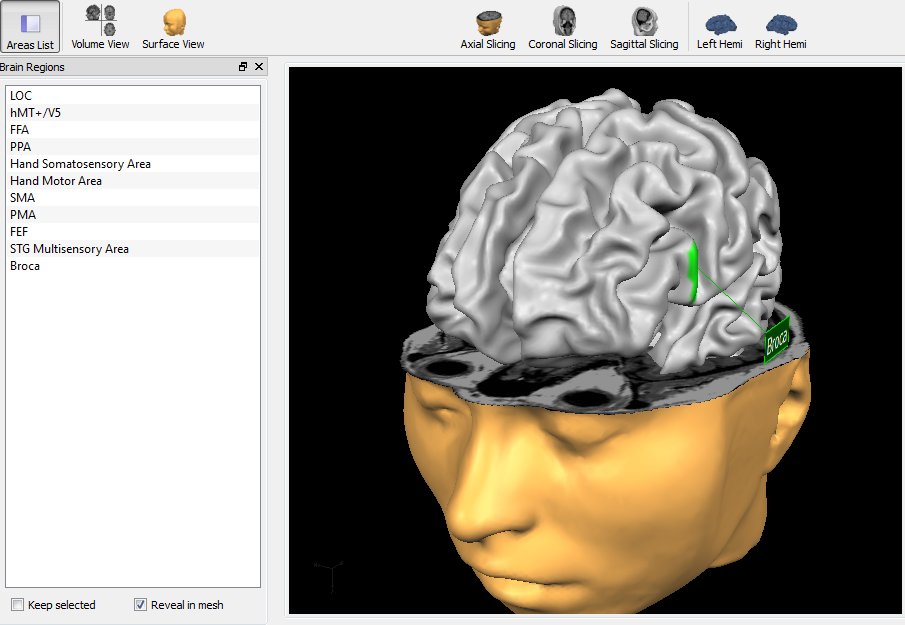 Areas List
Volume View
Surface View
Axial Slicing
Coronal Slicing
Sagittal Slicing
Left Hemi
Right Hemi
Brain Regions
LOC
hMT+/V5
FFA
PPA
Hand Somatosensory Area
Hand Motor Area
SMA
PMA
FEF
STG Multisensory Area
Broca
Broca
Keep selected
Reveal in mesh